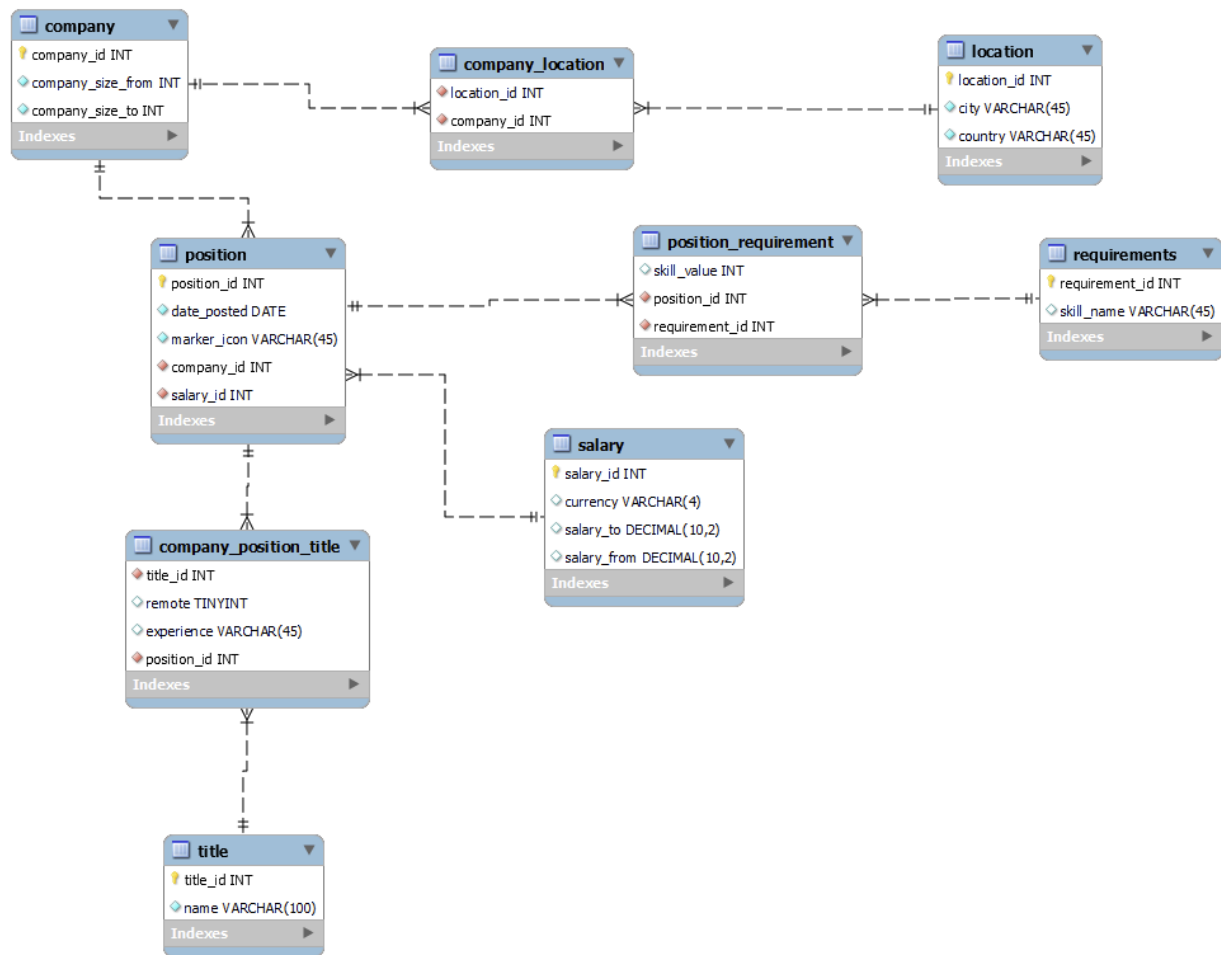 company
company_id INT
company_size_from INT
company_size_to INT
Indexes
company_location
location_id INT
company_id INT
Indexes
location
location_id INT
city VARCHAR(45)
country VARCHAR(45)
Indexes
position
position_id INT
date_posted DATE
marker_icon VARCHAR(45)
company_id INT
salary_id INT
Indexes
position_requirement
skill_value INT
position_id INT
requirement_id INT
Indexes
requirements
requirement_id INT
skill_name VARCHAR(45)
Indexes
salary
salary_id INT
currency VARCHAR(4)
salary_to DECIMAL(10,2)
salary_from DECIMAL(10,2)
Indexes
company_position_title
title_id INT
remote TINYINT
experience VARCHAR(45)
position_id INT
Indexes
title
title_id INT
name VARCHAR(100)
Indexes